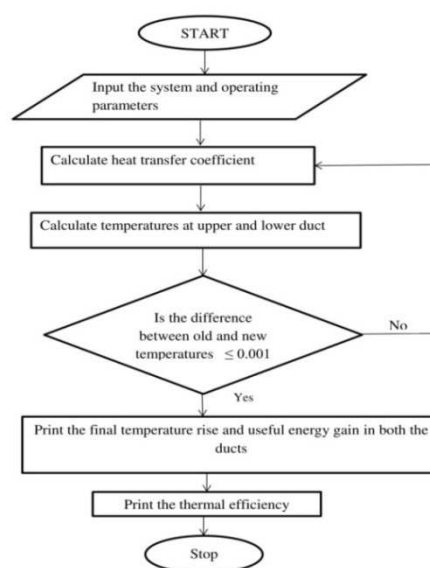 START
Input the system and operating
parameters
Calculate heat transfer coefficient
Calculate temperatures at upper and lower duct
Is the difference
between old and new
temperatures ≤ 0.001
No
Yes
Print the final temperature rise and useful energy gain in both the
ducts
Print the thermal efficiency
Stop